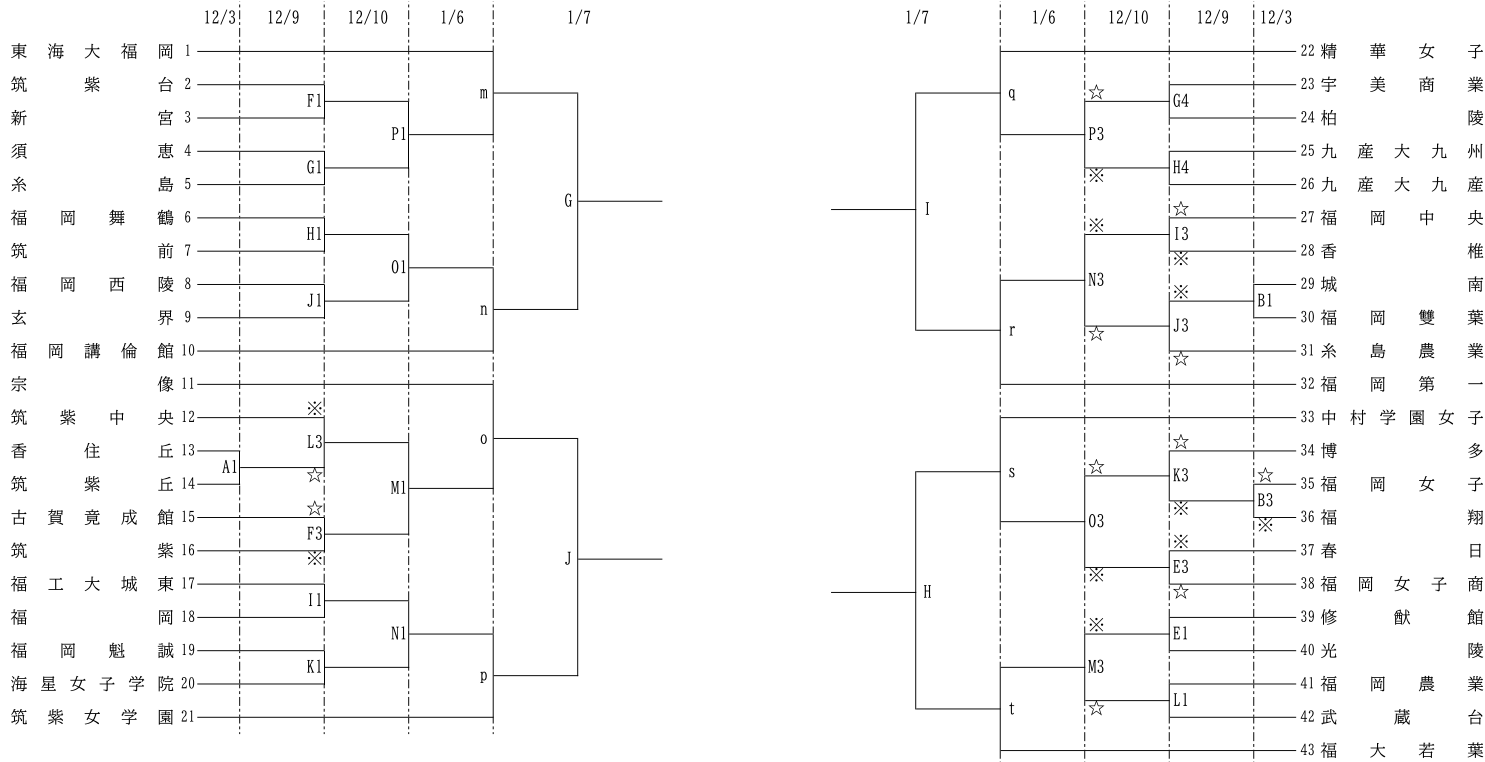 12/3 12/9 12/10 1/6 1/7 1/7 1/6 12/10 12/9 12/3
東海大福岡 1
筑紫台 2
新宮 3
須恵 4
糸島 5
福岡舞鶴 6
筑前 7
福岡西陵 8
玄界 9
福岡講倫館 10
宗像 11
筑紫中央 12
香住丘 13
筑紫丘 14
古賀竟成館 15
筑紫 16
福工大城東 17
福岡 18
福岡魁誠 19
海星女子学院 20
筑紫女学園 21
A1
F1
G1
H1
J1
※
L3
☆
☆
F3
※
I1
K1
P1
O1
M1
N1
m
n
o
p
G
J
I
H
q
r
s
t
☆
P3
※
※
N3
☆
☆
O3
※
※
M3
☆
G4
H4
☆
I3
※
※
J3
☆
☆
K3
※
※
E3
☆
E1
L1
B1
☆
B3
※
22 精華女子
23 宇美商業
24 柏陵
25 九産大九州
26 九産大九産
27 福岡中央
28 香椎
29 城南
30 福岡雙葉
31 糸島農業
32 福岡第一
33 中村学園女子
34 博多
35 福岡女子
36 福翔
37 春日
38 福岡女子商
39 修猷館
40 光陵
41 福岡農業
42 武蔵台
43 福大若葉